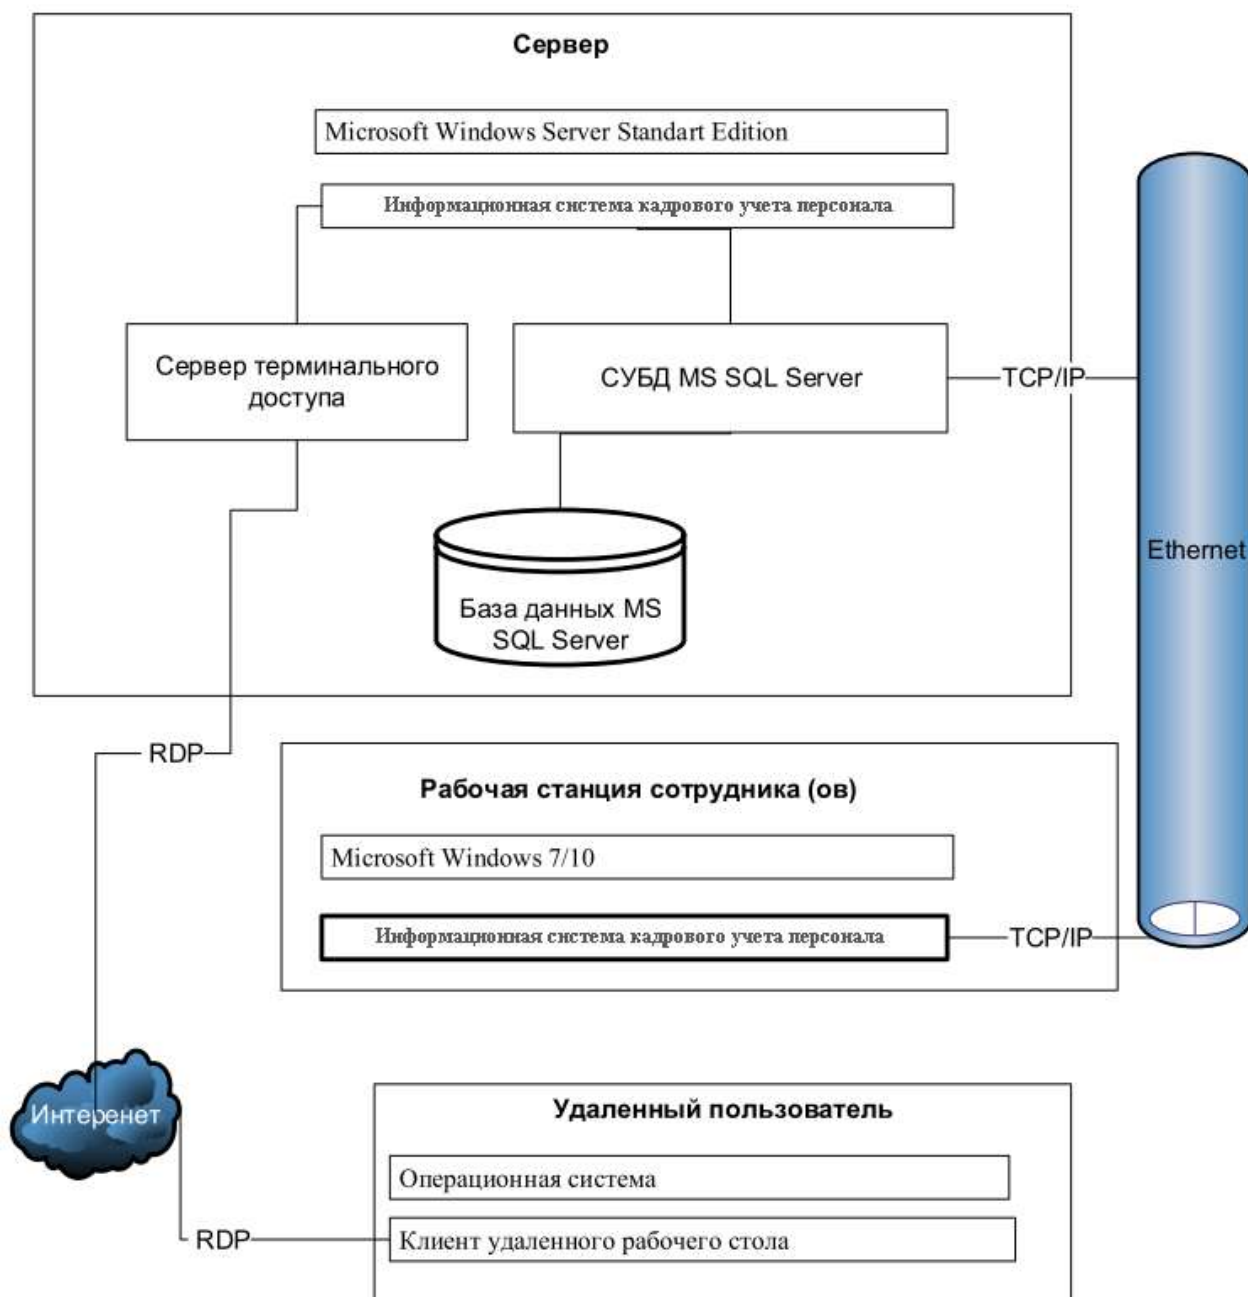 Сервер
Microsoft Windows Server Standart Edition
Информационная система кадрового учета персонала
Сервер терминального
доступа
СУБД MS SQL Server
TCP/IP
Ethernet
База данных MS
SQL Server
RDP
Рабочая станция сотрудника (ов)
Microsoft Windows 7/10
Информационная система кадрового учета персонала
TCP/IP
Интеренет
Удаленный пользователь
Операционная система
RDP
Клиент удаленного рабочего стола